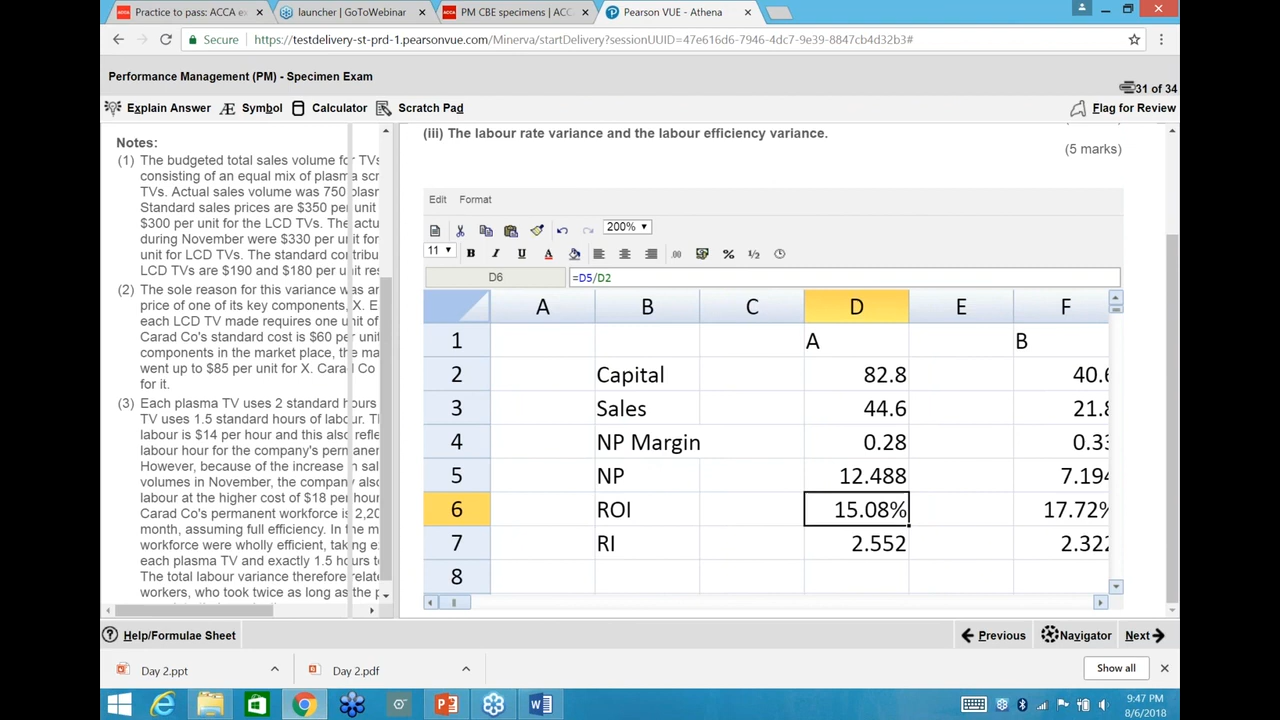 Practice to pass: ACCA ex
launcher | GoToWebinar
PM CBE specimens | ACC
Pearson VUE - Athena
Secure
https://testdelivery-st-prd-1.pearsonvue.com/Minerva/startDelivery?sessionUUID=47e616d6-7946-4dc7-9e39-8847cb4d32b3#
Performance Management (PM) - Specimen Exam
31 of 34
Explain Answer
Symbol
Calculator
Scratch Pad
Flag for Review
Notes:
(1) The budgeted total sales volume for TVs
consisting of an equal mix of plasma scr
TVs. Actual sales volume was 750 plasm
Standard sales prices are $350 per unit
$300 per unit for the LCD TVs. The actu
during November were $330 per unit for
unit for LCD TVs. The standard contribut
LCD TVs are $190 and $180 per unit res
(2) The sole reason for this variance was an
price of one of its key components, X. E
each LCD TV made requires one unit of
Carad Co's standard cost is $60 per unit
components in the market place, the ma
went up to $85 per unit for X. Carad Co
for it.
(3) Each plasma TV uses 2 standard hours
TV uses 1.5 standard hours of labour. T
labour is $14 per hour and this also refle
labour hour for the company's permanen
However, because of the increase in sal
volumes in November, the company also
labour at the higher cost of $18 per hour
Carad Co's permanent workforce is 2,20
month, assuming full efficiency. In the m
workforce were wholly efficient, taking e
each plasma TV and exactly 1.5 hours t
The total labour variance therefore relate
workers, who took twice as long as the p
(iii) The labour rate variance and the labour efficiency variance.
(5 marks)
Edit Format
200%
11 B I U A .00 % ½
D6 =D5/D2
A B C D E F
1 A B
2 Capital 82.8 40.6
3 Sales 44.6 21.8
4 NP Margin 0.28 0.33
5 NP 12.488 7.194
6 ROI 15.08% 17.72%
7 RI 2.552 2.322
8
Help/Formulae Sheet
Previous
Navigator
Next
Day 2.ppt
Day 2.pdf
Show all
9:47 PM
8/6/2018